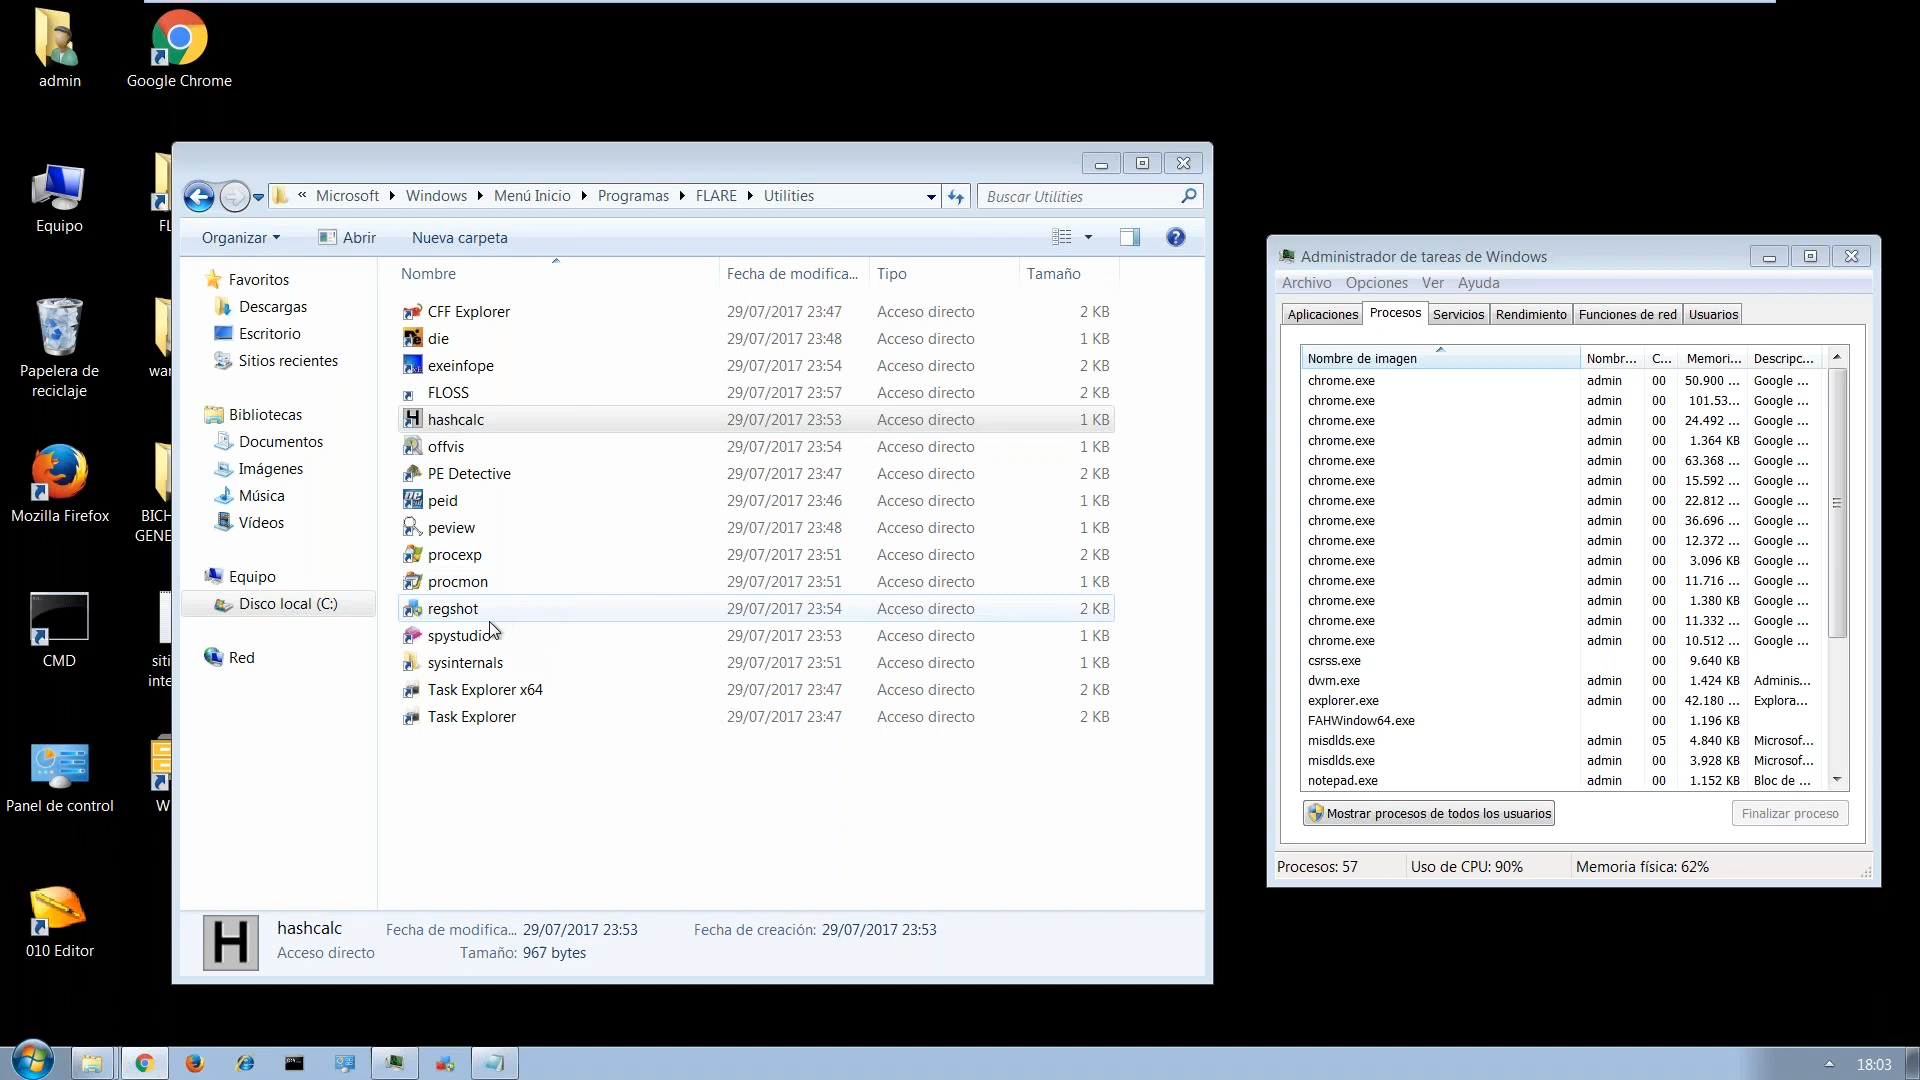 admin
Google Chrome
Equipo
FL
Papelera de
reciclaje
war
Mozilla Firefox
BICH
GENE
CMD
siti
inte
Panel de control
W
010 Editor
« Microsoft Windows Menú Inicio Programas FLARE Utilities
Buscar Utilities
Organizar Abrir Nueva carpeta
Favoritos
Descargas
Escritorio
Sitios recientes
Bibliotecas
Documentos
Imágenes
Música
Vídeos
Equipo
Disco local (C:)
Red
Nombre Fecha de modifica... Tipo Tamaño
CFF Explorer 29/07/2017 23:47 Acceso directo 2 KB
die 29/07/2017 23:48 Acceso directo 1 KB
exeinfope 29/07/2017 23:54 Acceso directo 2 KB
FLOSS 29/07/2017 23:57 Acceso directo 2 KB
hashcalc 29/07/2017 23:53 Acceso directo 1 KB
offvis 29/07/2017 23:54 Acceso directo 1 KB
PE Detective 29/07/2017 23:47 Acceso directo 2 KB
peid 29/07/2017 23:46 Acceso directo 1 KB
peview 29/07/2017 23:48 Acceso directo 1 KB
procexp 29/07/2017 23:51 Acceso directo 2 KB
procmon 29/07/2017 23:51 Acceso directo 1 KB
regshot 29/07/2017 23:54 Acceso directo 2 KB
spystudio 29/07/2017 23:53 Acceso directo 1 KB
sysinternals 29/07/2017 23:51 Acceso directo 1 KB
Task Explorer x64 29/07/2017 23:47 Acceso directo 2 KB
Task Explorer 29/07/2017 23:47 Acceso directo 2 KB
hashcalc Fecha de modifica... 29/07/2017 23:53 Fecha de creación: 29/07/2017 23:53
Acceso directo Tamaño: 967 bytes
Administrador de tareas de Windows
Archivo Opciones Ver Ayuda
Aplicaciones Procesos Servicios Rendimiento Funciones de red Usuarios
Nombre de imagen Nombr... C... Memori... Descripc...
chrome.exe admin 00 50.900 ... Google ...
chrome.exe admin 00 101.53... Google ...
chrome.exe admin 00 24.492 ... Google ...
chrome.exe admin 00 1.364 KB Google ...
chrome.exe admin 00 63.368 ... Google ...
chrome.exe admin 00 15.592 ... Google ...
chrome.exe admin 00 22.812 ... Google ...
chrome.exe admin 00 36.696 ... Google ...
chrome.exe admin 00 12.372 ... Google ...
chrome.exe admin 00 3.096 KB Google ...
chrome.exe admin 00 11.716 ... Google ...
chrome.exe admin 00 1.380 KB Google ...
chrome.exe admin 00 11.332 ... Google ...
chrome.exe admin 00 10.512 ... Google ...
csrss.exe 00 9.640 KB
dwm.exe admin 00 1.424 KB Adminis...
explorer.exe admin 00 42.180 ... Explora...
FAHWindow64.exe 00 1.196 KB
misdlds.exe admin 05 4.840 KB Microsof...
misdlds.exe admin 00 3.928 KB Microsof...
notepad.exe admin 00 1.152 KB Bloc de ...
Mostrar procesos de todos los usuarios Finalizar proceso
Procesos: 57 Uso de CPU: 90% Memoria física: 62%
18:03